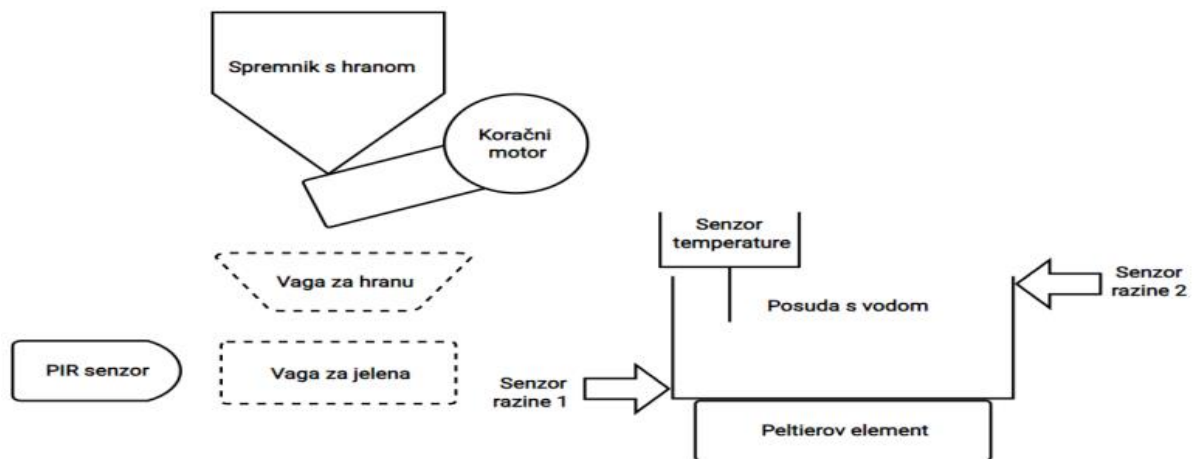 Spremnik s hranom
Koračni
motor
Senzor
temperature
Vaga za hranu
Posuda s vodom
Senzor
razine 2
PIR senzor
Vaga za jelena
Senzor
razine 1
Peltierov element